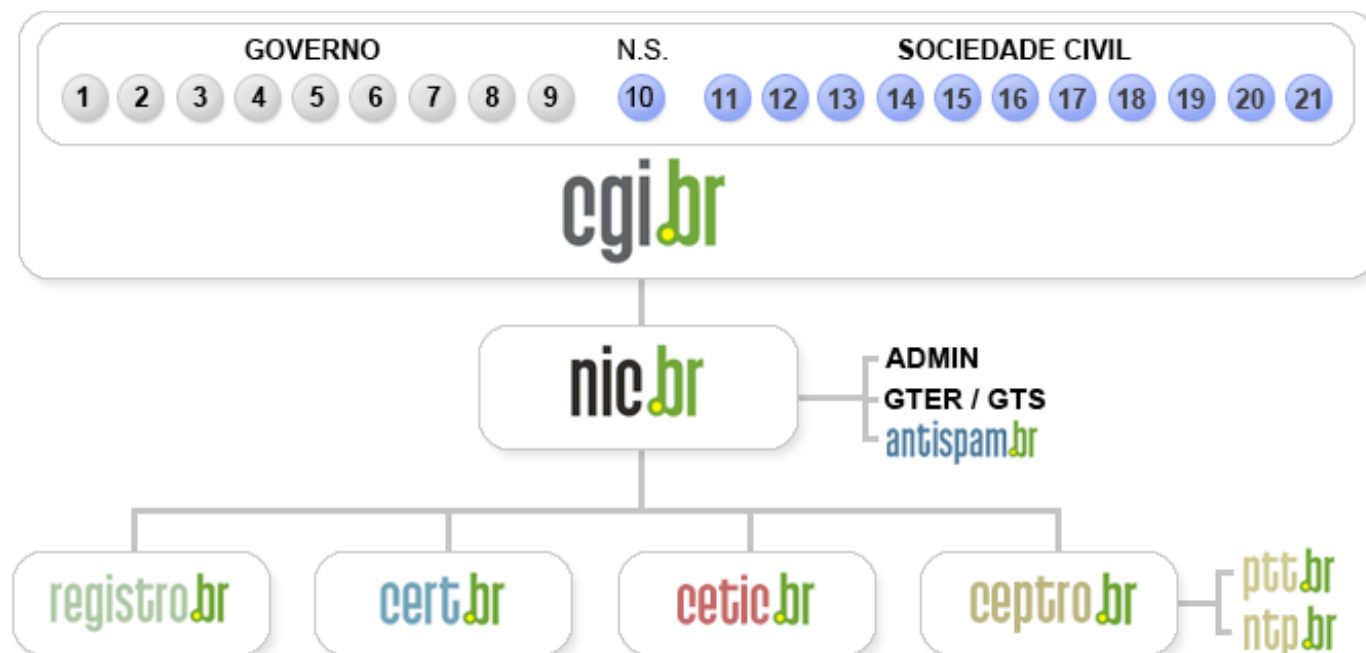 GOVERNO N.S. SOCIEDADE CIVIL
1 2 3 4 5 6 7 8 9 10 11 12 13 14 15 16 17 18 19 20 21
cgi.br
nic.br
ADMIN
GTER / GTS
antispam.br
registro.br cert.br cetic.br ceptro.br
ptt.br
ntp.br